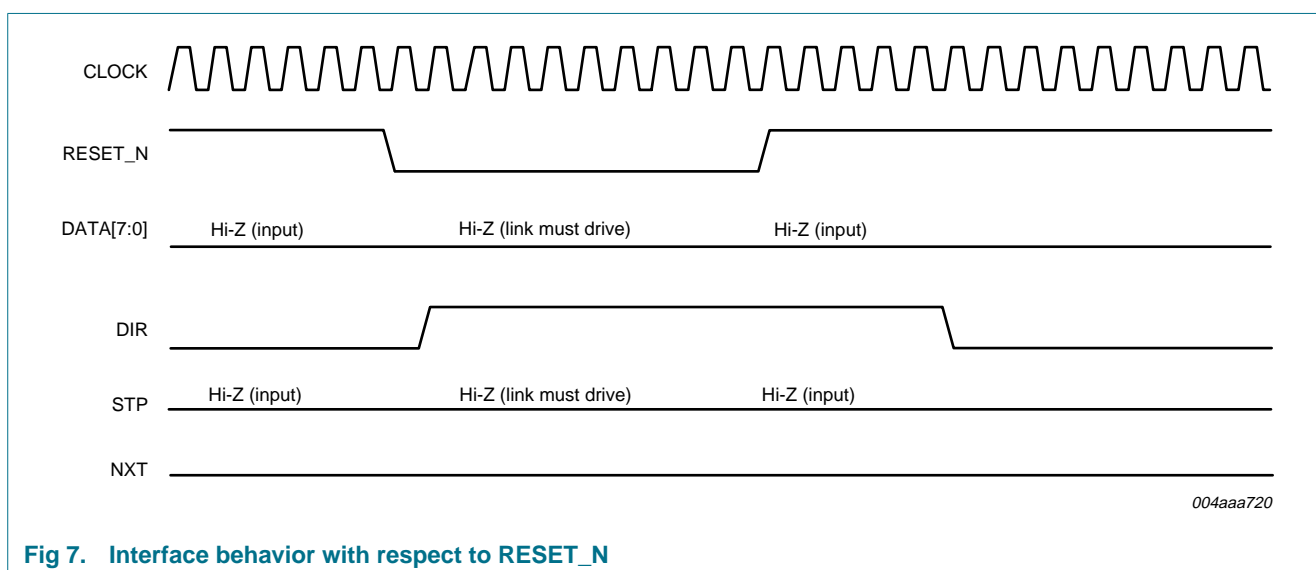 CLOCK
RESET_N
DATA[7:0] Hi-Z (input) Hi-Z (link must drive) Hi-Z (input)
DIR
STP Hi-Z (input) Hi-Z (link must drive) Hi-Z (input)
NXT
004aaa720
Fig 7. Interface behavior with respect to RESET_N